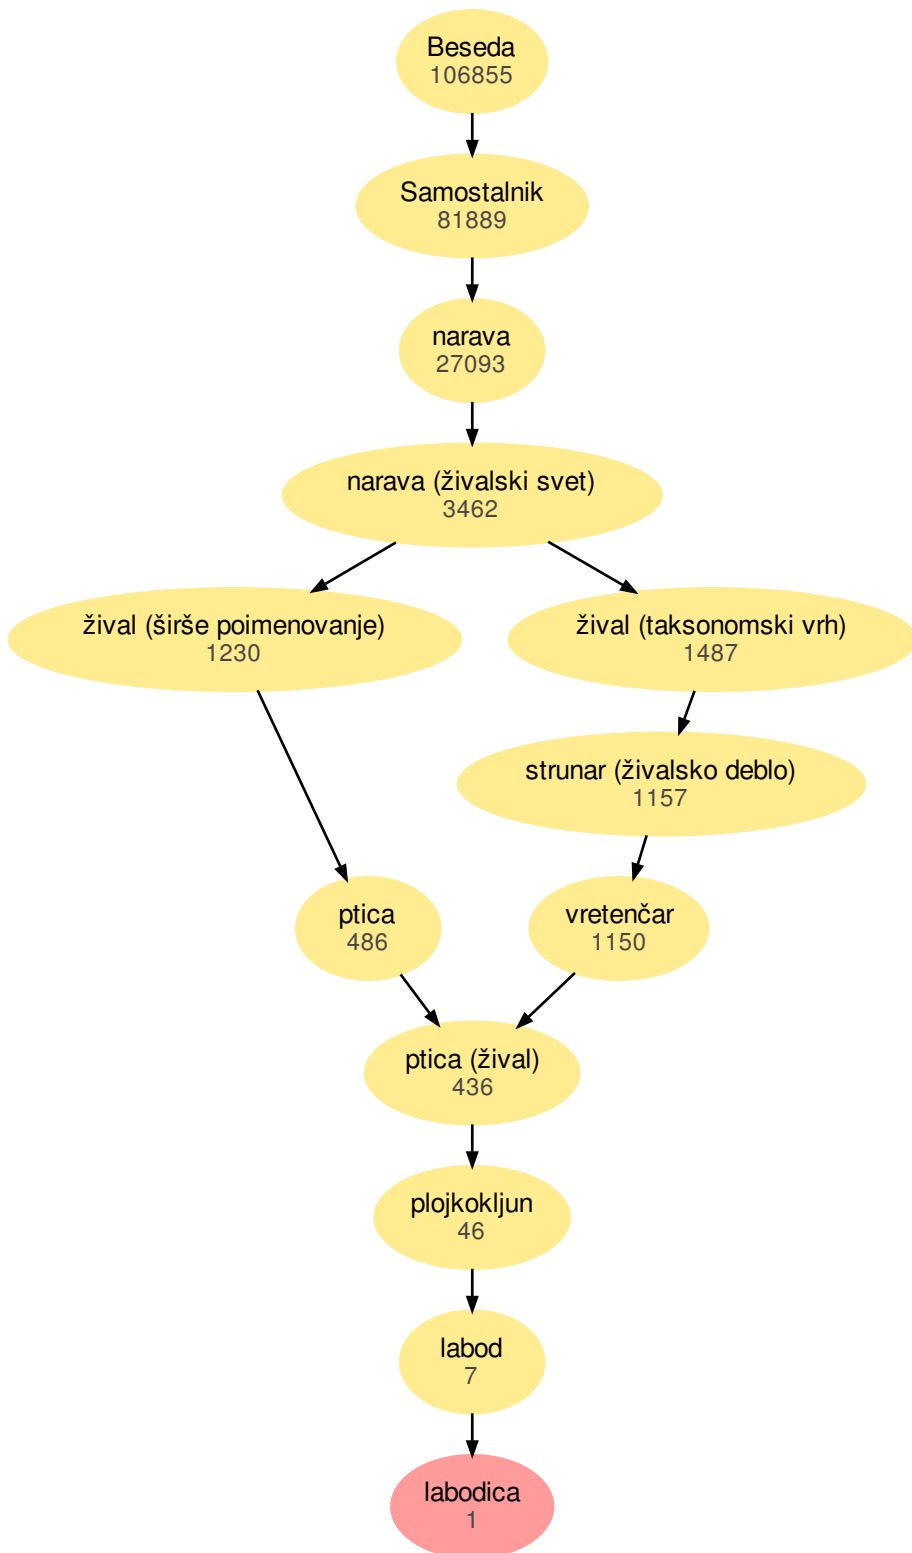 Beseda
106855
Samostalnik
81889
narava
27093
narava (živalski svet)
3462
žival (širše poimenovanje)
1230
žival (taksonomski vrh)
1487
strunar (živalsko deblo)
1157
ptica
486
vretenčar
1150
ptica (žival)
436
plojkokljun
46
labod
7
labodica
1